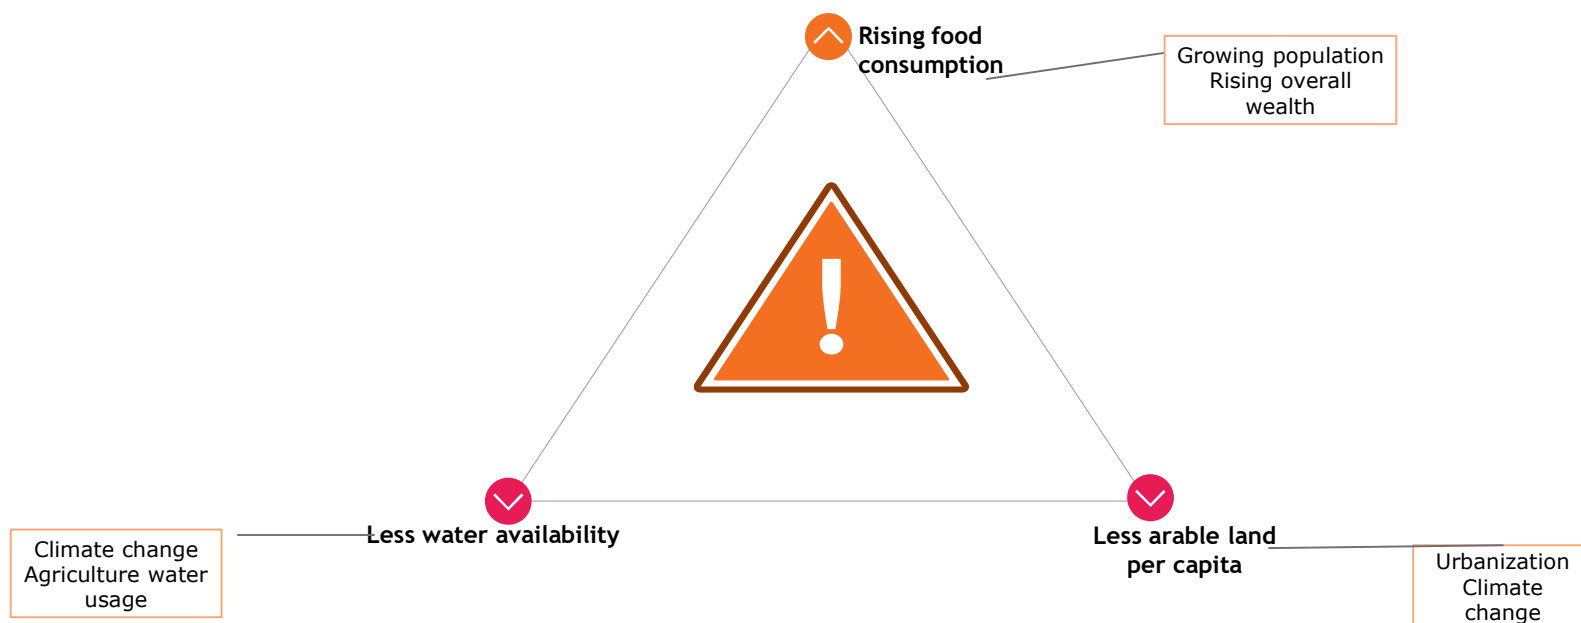 Rising food
consumption
Growing population
Rising overall
wealth
!
Less water availability
Climate change
Agriculture water
usage
Less arable land
per capita
Urbanization
Climate
change